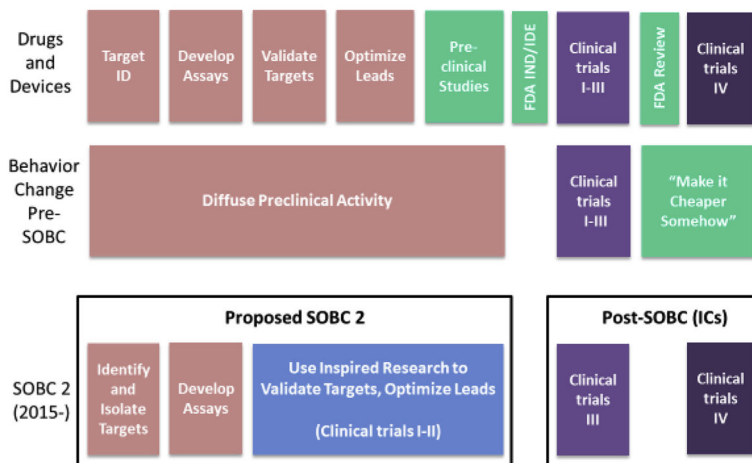 Drugs
and
Devices
Target
ID
Develop
Assays
Validate
Targets
Optimize
Leads
Pre-
clinical
Studies
FDA IND/IDE
Clinical
trials
I-III
FDA Review
Clinical
trials
IV
Behavior
Change
Pre-
SOBC
Diffuse Preclinical Activity
Clinical
trials
I-III
“Make it
Cheaper
Somehow”
Proposed SOBC 2
Post-SOBC (ICs)
SOBC 2
(2015-)
Identify
and
Isolate
Targets
Develop
Assays
Use Inspired Research to
Validate Targets, Optimize Leads
(Clinical trials I-II)
Clinical
trials
III
Clinical
trials
IV